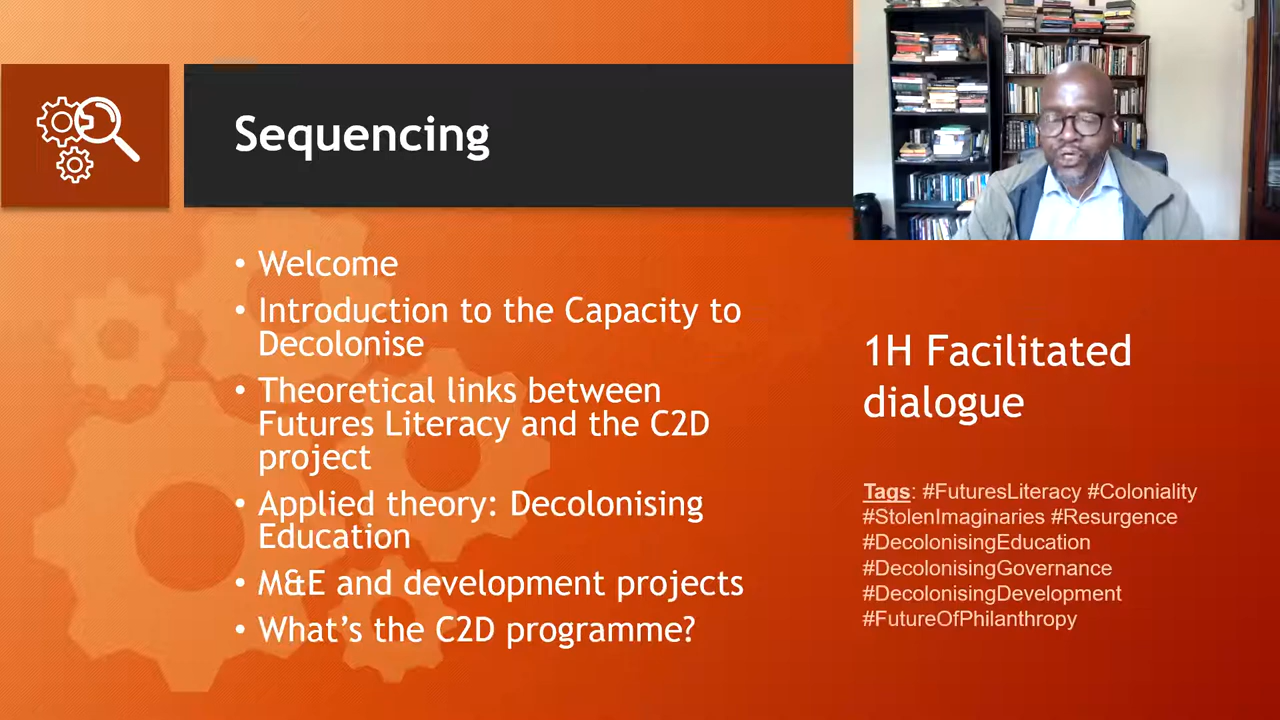 Sequencing
• Welcome
• Introduction to the Capacity to
Decolonise
• Theoretical links between
Futures Literacy and the C2D
project
• Applied theory: Decolonising
Education
• M&E and development projects
• What's the C2D programme?
1H Facilitated
dialogue
Tags: #FuturesLiteracy #Coloniality
#StolenImaginaries #Resurgence
#DecolonisingEducation
#DecolonisingGovernance
#DecolonisingDevelopment
#FutureOfPhilanthropy